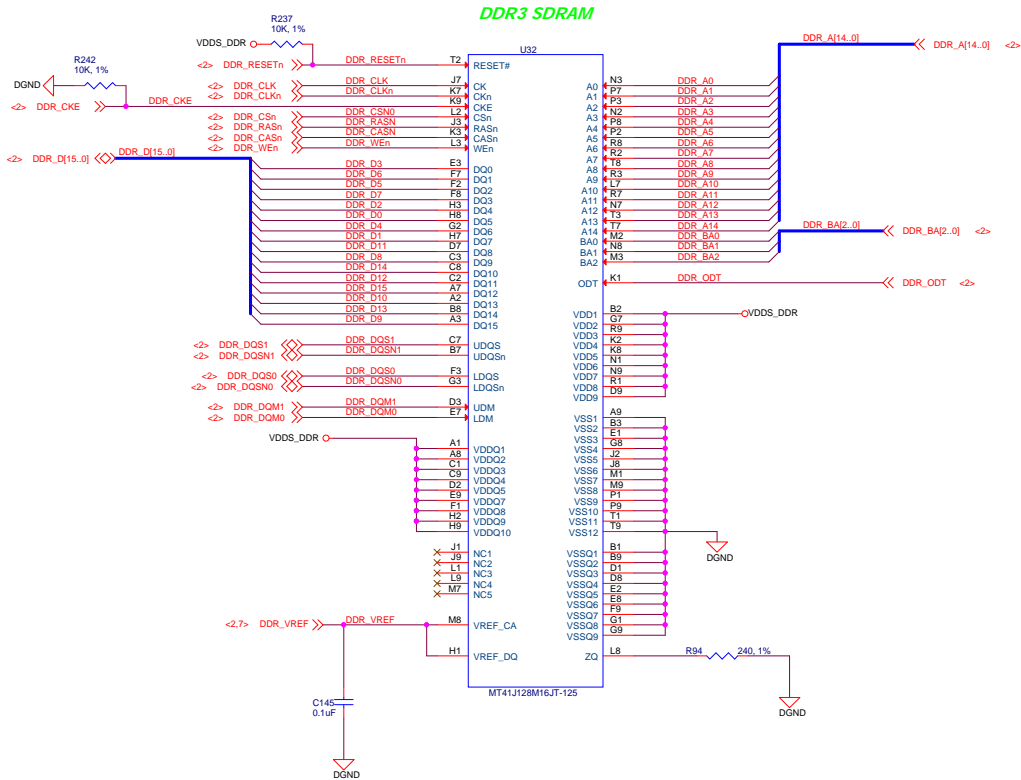 DDR3 SDRAM
R237
10K, 1%
VDDS_DDR
<2> DDR_RESETn
DDR_RESETn
R242
10K, 1%
DGND
<2> DDR_CKE
DDR_CKE
<2> DDR_CLK
DDR_CLK
<2> DDR_CLKn
DDR_CLKn
<2> DDR_CSn
DDR_CSN0
<2> DDR_RASn
DDR_RASN
<2> DDR_CASn
DDR_CASN
<2> DDR_WEn
DDR_WEn
<2> DDR_D[15..0]
DDR_D[15..0]
DDR_D3
DDR_D6
DDR_D5
DDR_D7
DDR_D2
DDR_D0
DDR_D4
DDR_D1
DDR_D11
DDR_D8
DDR_D14
DDR_D12
DDR_D15
DDR_D10
DDR_D13
DDR_D9
<2> DDR_DQS1
DDR_DQS1
<2> DDR_DQSN1
DDR_DQSN1
<2> DDR_DQS0
DDR_DQS0
<2> DDR_DQSN0
DDR_DQSN0
<2> DDR_DQM1
DDR_DQM1
<2> DDR_DQM0
DDR_DQM0
VDDS_DDR
<2,7> DDR_VREF
DDR_VREF
C145
0.1uF
DGND
U32
T2 RESET#
J7 CK
K7 CKn
K9 CKE
L2 CSn
J3 RASn
K3 CASn
L3 WEn
E3 DQ0
F7 DQ1
F2 DQ2
F8 DQ3
H3 DQ4
H8 DQ5
G2 DQ6
H7 DQ7
D7 DQ8
C3 DQ9
C8 DQ10
C2 DQ11
A7 DQ12
A2 DQ13
B8 DQ14
A3 DQ15
C7 UDQS
B7 UDQSn
F3 LDQS
G3 LDQSn
D3 UDM
E7 LDM
A1 VDDQ1
A8 VDDQ2
C1 VDDQ3
C9 VDDQ4
D2 VDDQ5
E9 VDDQ7
F1 VDDQ8
H2 VDDQ9
H9 VDDQ10
J1 NC1
J9 NC2
L1 NC3
L9 NC4
M7 NC5
M8 VREF_CA
H1 VREF_DQ
MT41J128M16JT-125
A0 N3 DDR_A0
A1 P7 DDR_A1
A2 P3 DDR_A2
A3 N2 DDR_A3
A4 P8 DDR_A4
A5 P2 DDR_A5
A6 R8 DDR_A6
A7 R2 DDR_A7
A8 T8 DDR_A8
A9 R3 DDR_A9
A10 L7 DDR_A10
A11 R7 DDR_A11
A12 N7 DDR_A12
A13 T3 DDR_A13
A14 T7 DDR_A14
BA0 M2 DDR_BA0
BA1 N8 DDR_BA1
BA2 M3 DDR_BA2
ODT K1 DDR_ODT
DDR_A[14..0]
DDR_A[14..0] <2>
DDR_BA[2..0] <2>
DDR_ODT <2>
VDD1 B2
VDD2 G7
VDD3 R9
VDD4 K2
VDD5 K8
VDD6 N1
VDD7 N9
VDD8 R1
VDD9 D9
VDDS_DDR
VSS1 A9
VSS2 B3
VSS3 E1
VSS4 G8
VSS5 J2
VSS6 J8
VSS7 M1
VSS8 M9
VSS9 P1
VSS10 P9
VSS11 T1
VSS12 T9
DGND
VSSQ1 B1
VSSQ2 B9
VSSQ3 D1
VSSQ4 D8
VSSQ5 E2
VSSQ6 E8
VSSQ7 F9
VSSQ8 G1
VSSQ9 G9
ZQ L8
R94 240, 1%
DGND